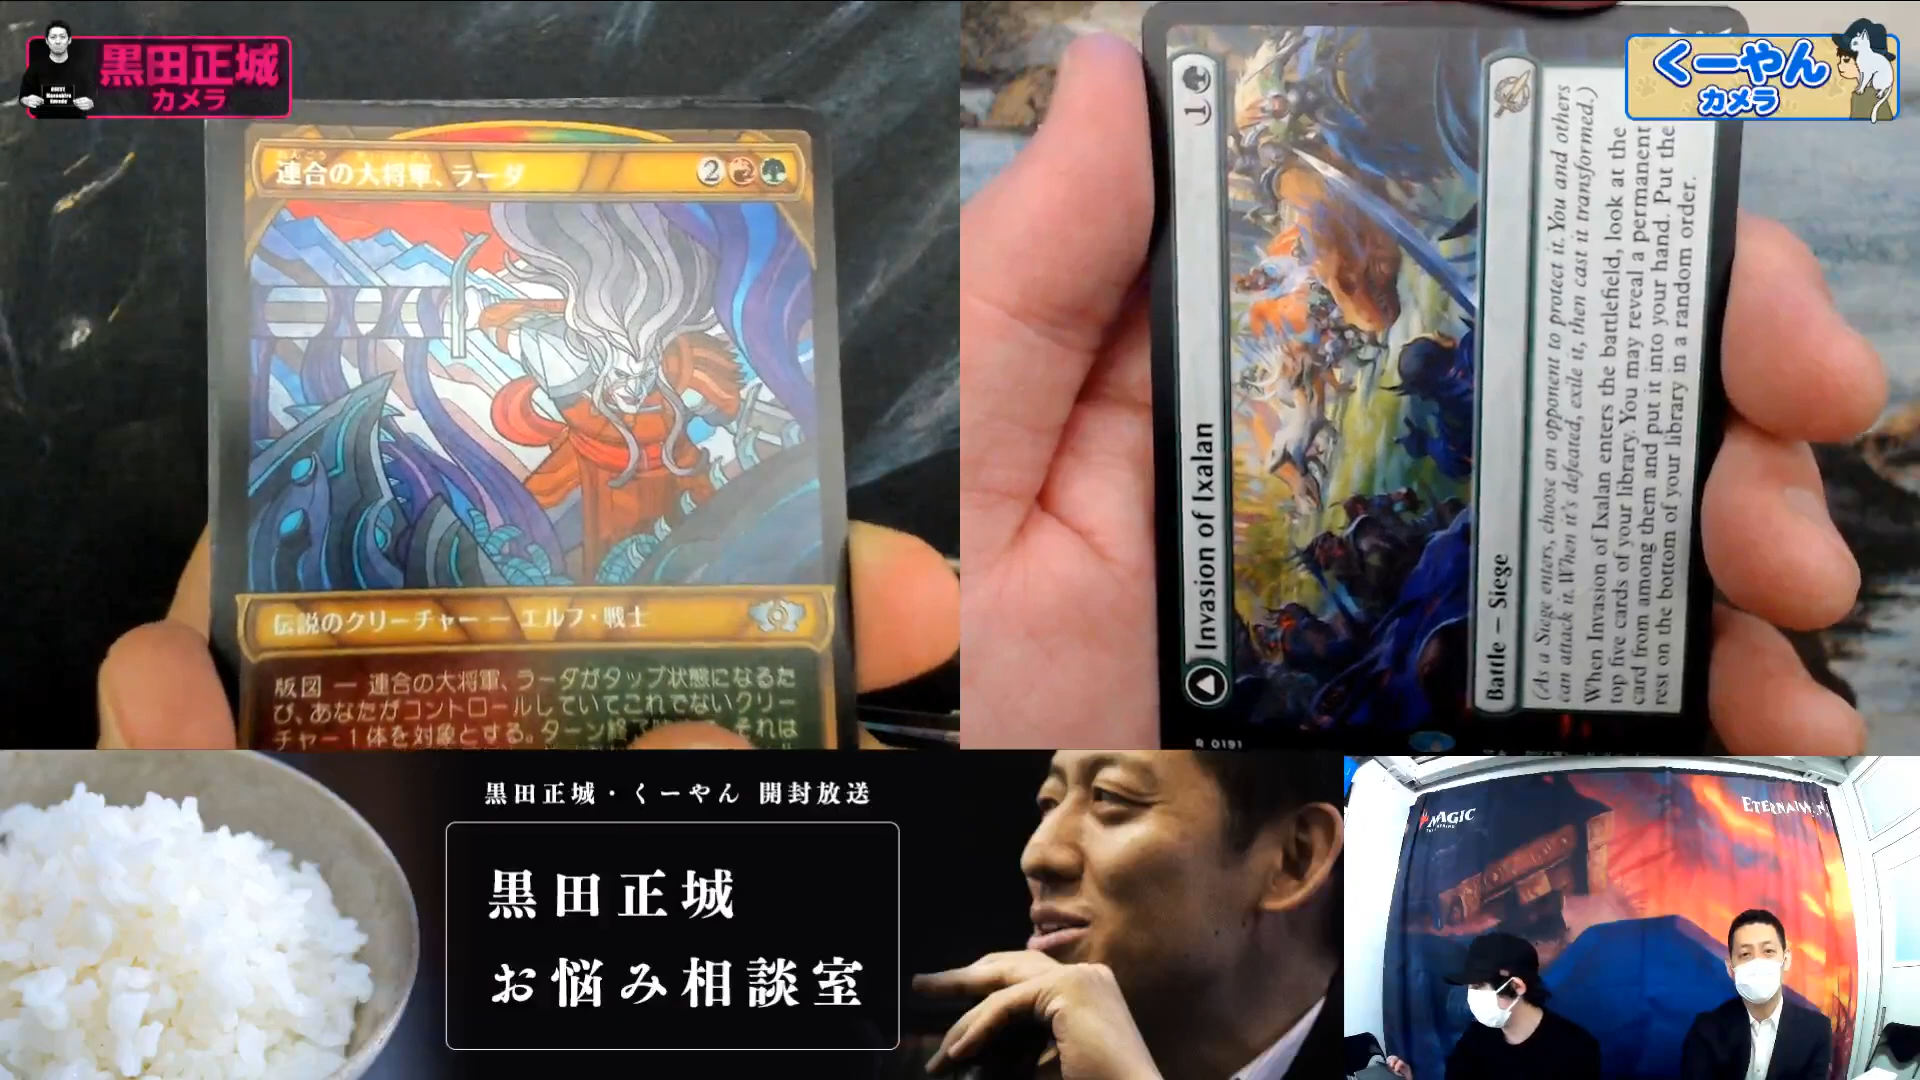 黒田正城
カメラ
連合の大将軍、ラーダ
2
伝説のクリーチャー — エルフ・戦士
版図 — 連合の大将軍、ラーダがタップ状態になるた
び、あなたがコントロールしていてこれでないクリー
チャー1体を対象とする。ターン終了
それは
くーやん
カメラ
Invasion of Ixalan
1
Battle – Siege
(As a Siege enters, choose an opponent to protect it. You and others
can attack it. When it's defeated, exile it, then cast it transformed.)
When Invasion of Ixalan enters the battlefield, look at the
top five cards of your library. You may reveal a permanent
card from among them and put it into your hand. Put the
rest on the bottom of your library in a random order.
R 0191
黒田正城・くーやん 開封放送
黒田正城
お悩み相談室
MAGIC